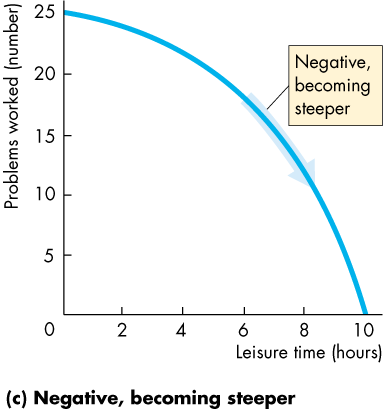 Problems worked (number)
25
20
15
10
5
0
2
4
6
8
10
Leisure time (hours)
Negative,
becoming
steeper
(c) Negative, becoming steeper